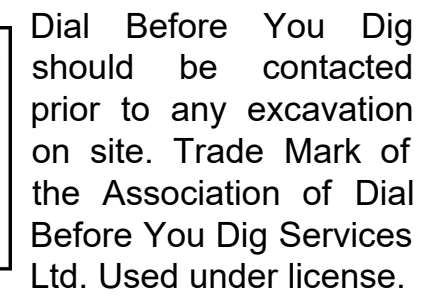 Dial Before You Dig
should be contacted
prior to any excavation
on site. Trade Mark of
the Association of Dial
Before You Dig Services
Ltd. Used under license.